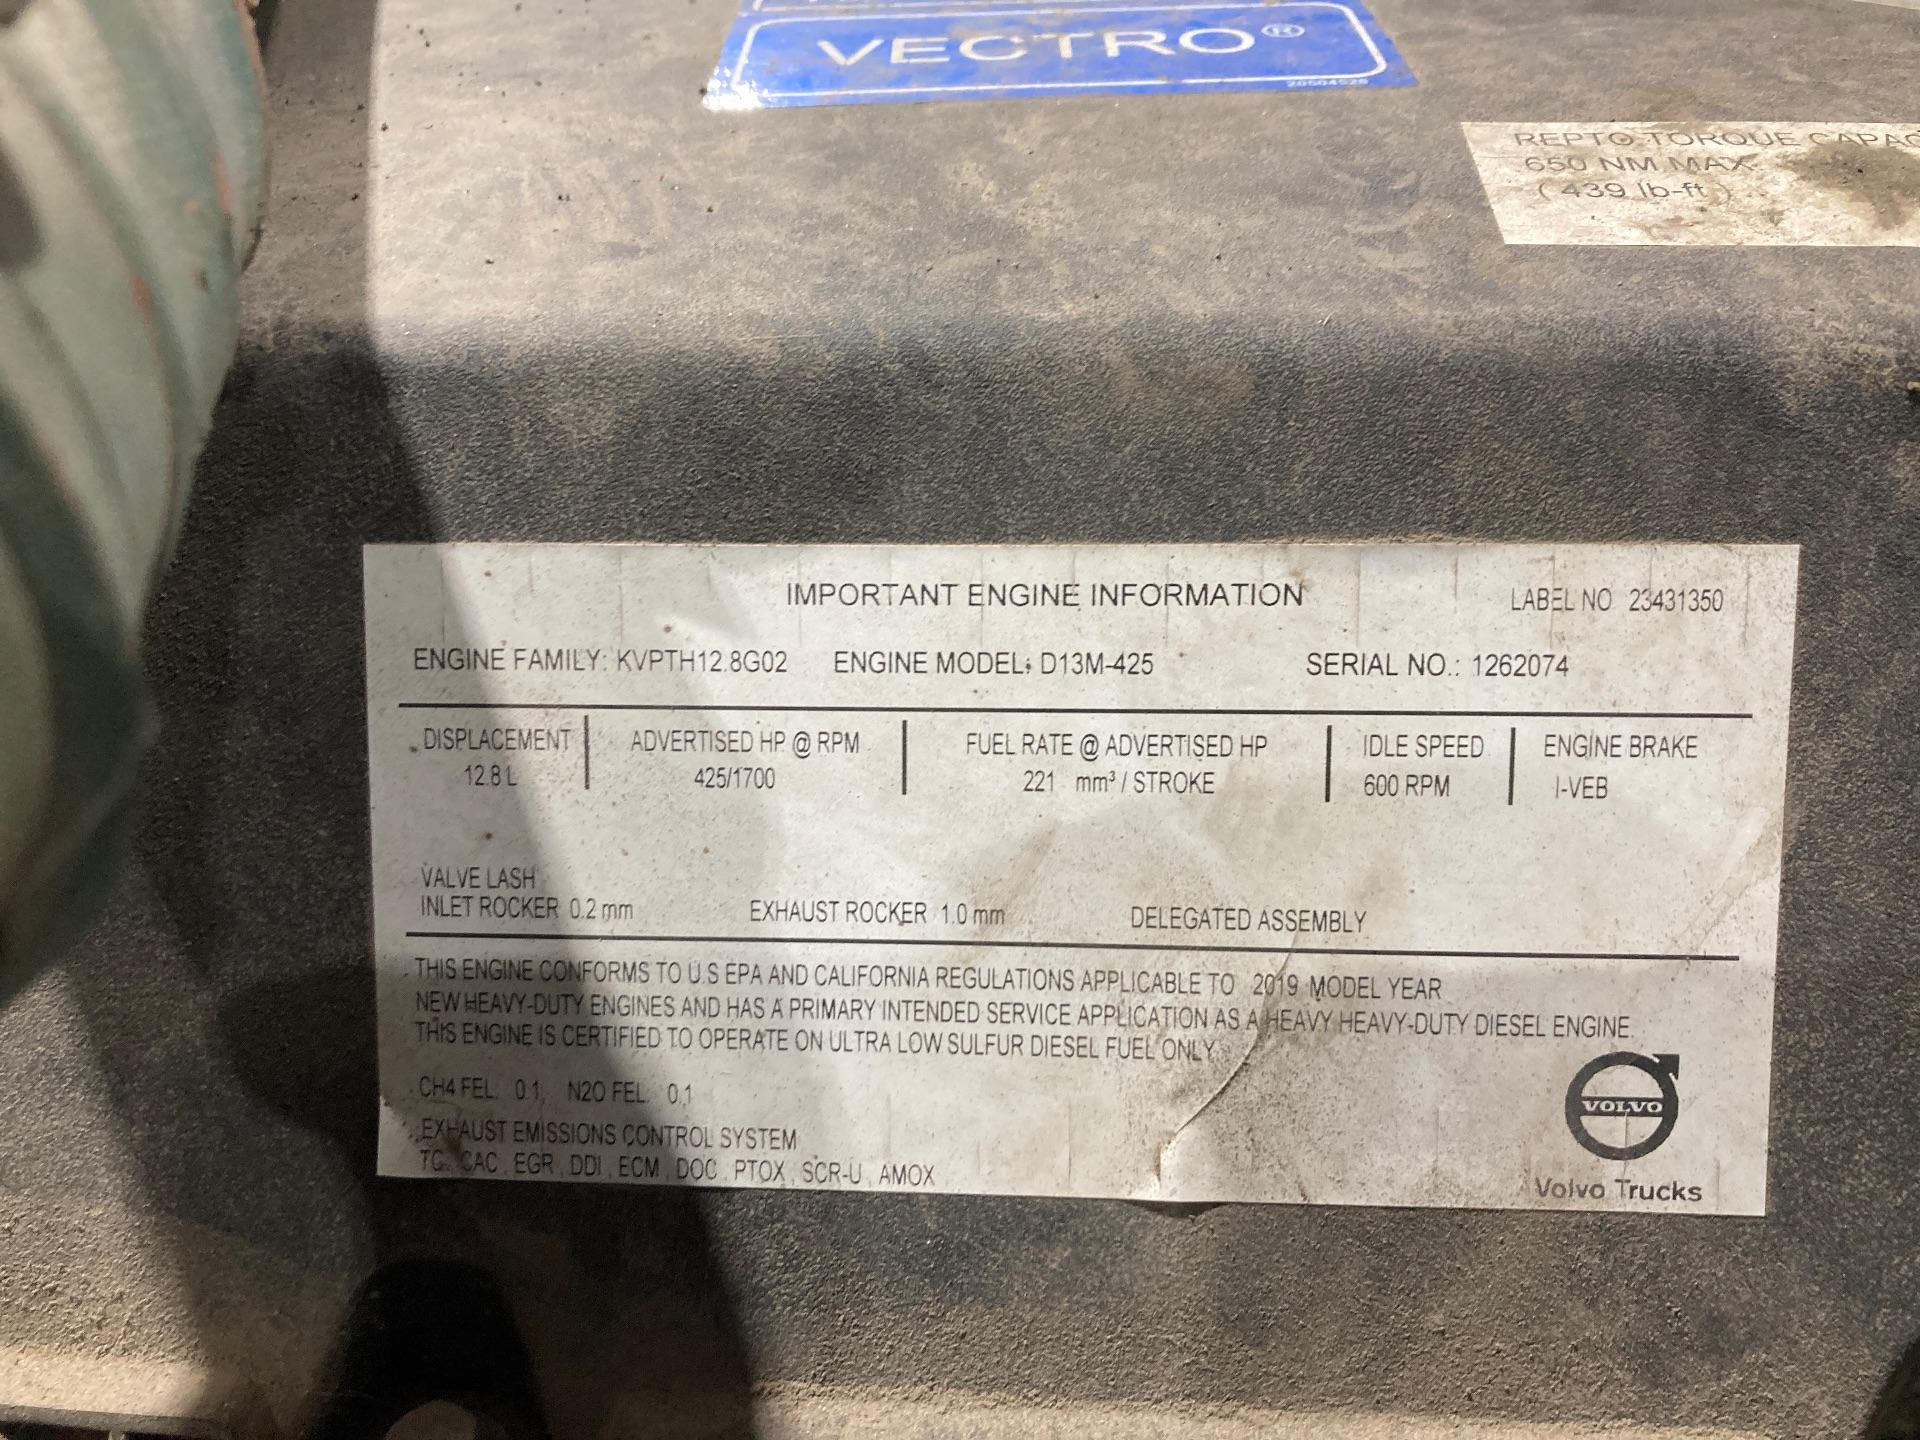 VECTRO®
20504526
REPTO TORQUE CAPAC
650 NM MAX
(439 lb-ft)
IMPORTANT ENGINE INFORMATION LABEL NO 23431350
ENGINE FAMILY: KVPTH12.8G02 ENGINE MODEL: D13M-425 SERIAL NO.: 1262074
DISPLACEMENT ADVERTISED HP @ RPM FUEL RATE @ ADVERTISED HP IDLE SPEED ENGINE BRAKE
12.8 L 425/1700 221 mm³ / STROKE 600 RPM I-VEB
VALVE LASH
INLET ROCKER 0.2 mm EXHAUST ROCKER 1.0 mm DELEGATED ASSEMBLY
THIS ENGINE CONFORMS TO U.S EPA AND CALIFORNIA REGULATIONS APPLICABLE TO 2019 MODEL YEAR
NEW HEAVY-DUTY ENGINES AND HAS A PRIMARY INTENDED SERVICE APPLICATION AS A HEAVY HEAVY-DUTY DIESEL ENGINE.
THIS ENGINE IS CERTIFIED TO OPERATE ON ULTRA LOW SULFUR DIESEL FUEL ONLY
CH4 FEL: 0.1, N2O FEL: 0.1
EXHAUST EMISSIONS CONTROL SYSTEM
TC, CAC, EGR, DDI, ECM, DOC, PTOX, SCR-U, AMOX
VOLVO
Volvo Trucks